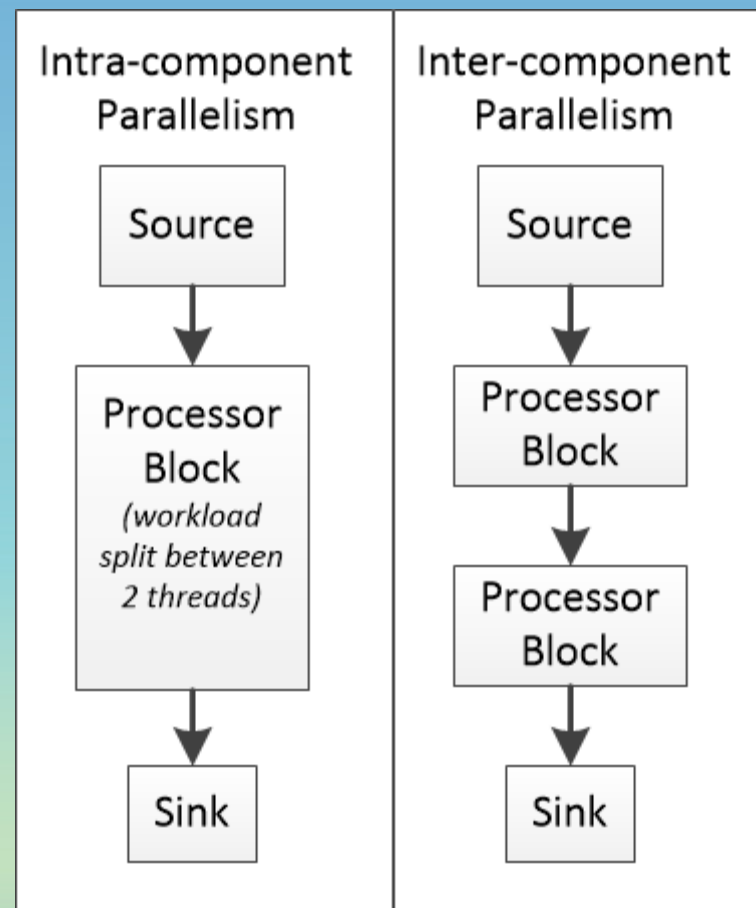 Intra-component
Parallelism
Source
Processor
Block
(workload
split between
2 threads)
Sink
Inter-component
Parallelism
Source
Processor
Block
Processor
Block
Sink